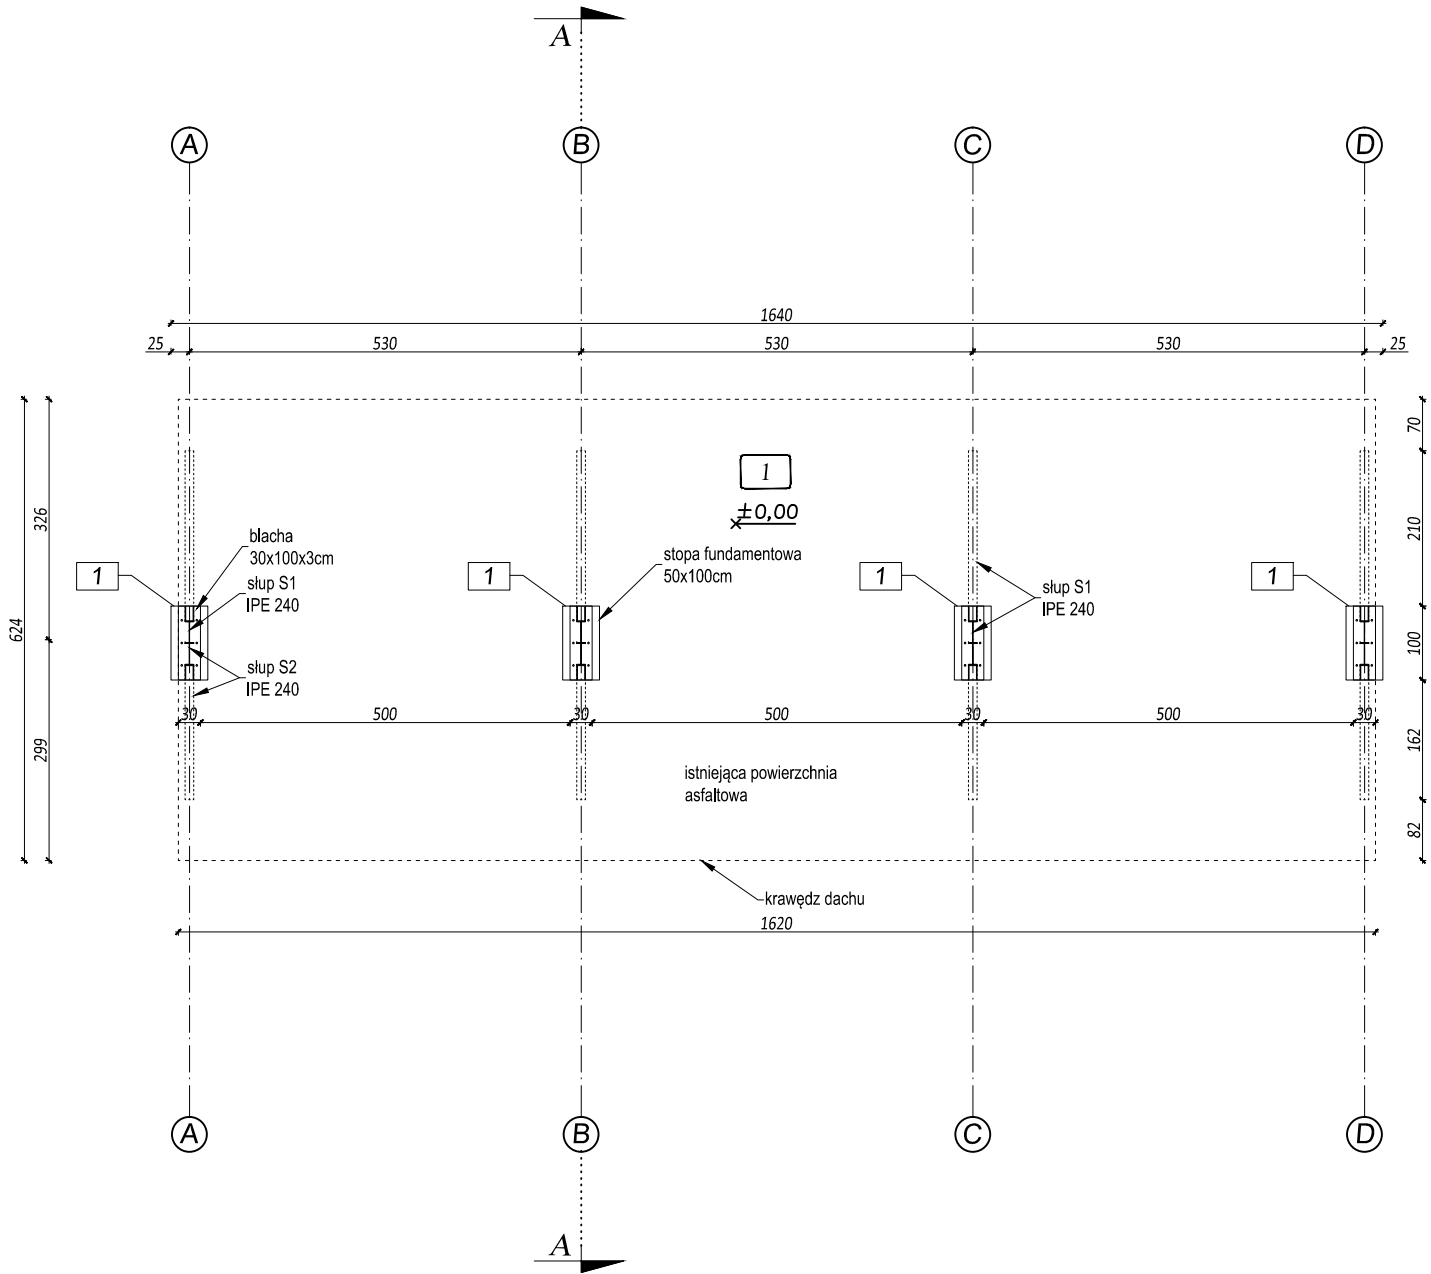 A
A
B
C
D
1640
25
530
530
530
25
70
1
±0,00
326
210
blacha
30x100x3cm
stopa fundamentowa
50x100cm
1
1
1
1
słup S1
IPE 240
słup S1
IPE 240
624
100
słup S2
IPE 240
30
500
30
500
30
500
30
299
162
istniejąca powierzchnia
asfaltowa
82
krawędz dachu
1620
A
B
C
D
A